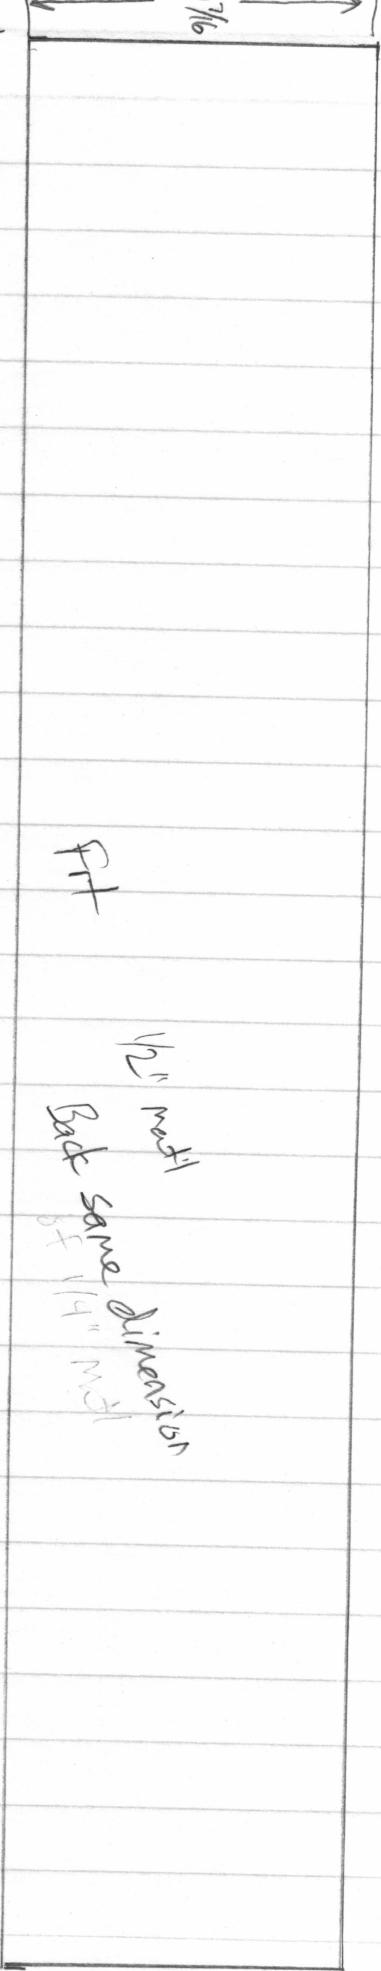 7/16
Frt
1/2" mat'l
Back same dimension
of 1/4" mat'l